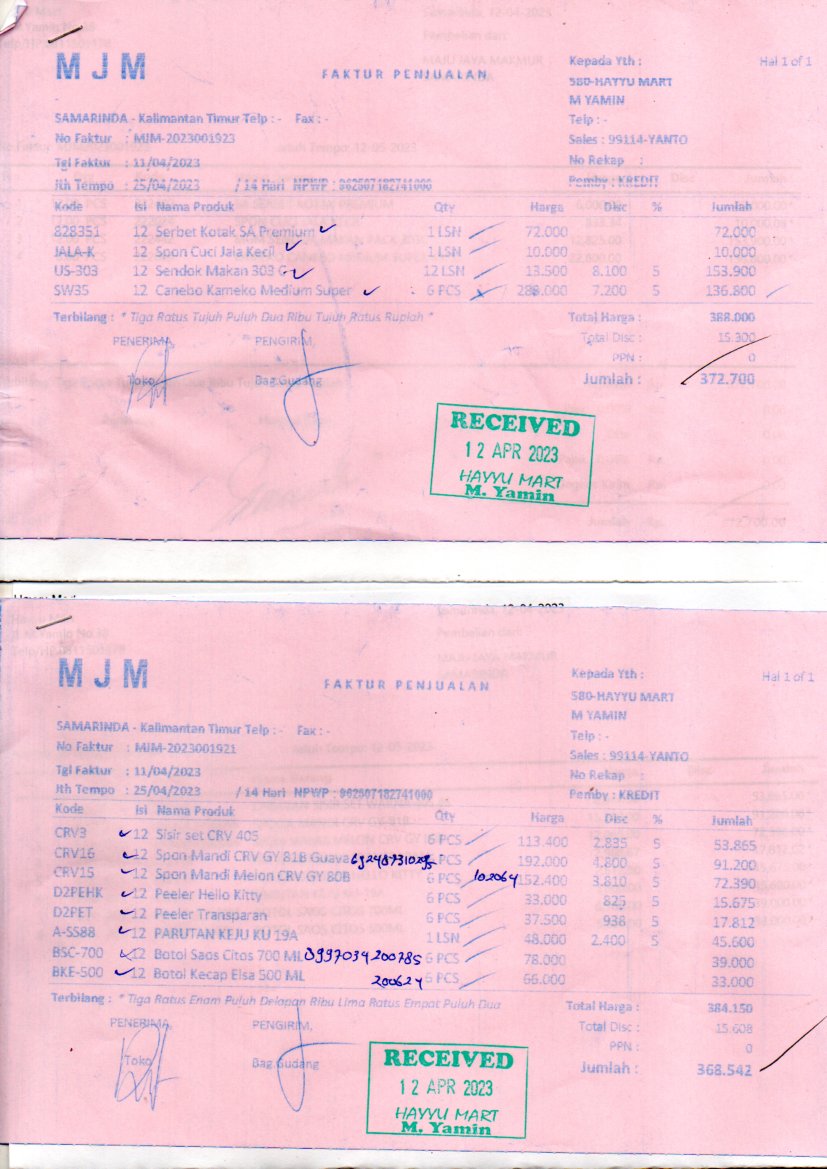 M J M
FAKTUR PENJUALAN
Kepada Yth :
Hal 1 of 1
580-HAYYU MART
M YAMIN
SAMARINDA - Kalimantan Timur Telp : - Fax : -
Telp : -
No Faktur : MJM-2023001923
Sales : 99114-YANTO
Tgl Faktur : 11/04/2023
No Rekap :
Jth Tempo : 25/04/2023 / 14 Hari NPWP : 862507182741000
Pemby : KREDIT
Kode Isi Nama Produk Qty Harga Disc % Jumlah
828351 12 Serbet Kotak SA Premium 1 LSN 72.000 72.000
JALA-K 12 Spon Cuci Jala Kecil 1 LSN 10.000 10.000
US-303 12 Sendok Makan 303 G 12 LSN 13.500 8.100 5 153.900
SW35 12 Canebo Kameko Medium Super 6 PCS 288.000 7.200 5 136.800
Terbilang : * Tiga Ratus Tujuh Puluh Dua Ribu Tujuh Ratus Rupiah *
Total Harga : 388.000
PENERIMA, PENGIRIM,
Total Disc : 15.300
PPN : 0
Toko Bag.Gudang
Jumlah : 372.700
RECEIVED
12 APR 2023
HAYYU MART
M. Yamin
M J M
FAKTUR PENJUALAN
Kepada Yth :
Hal 1 of 1
580-HAYYU MART
M YAMIN
SAMARINDA - Kalimantan Timur Telp : - Fax : -
Telp : -
No Faktur : MJM-2023001921
Sales : 99114-YANTO
Tgl Faktur : 11/04/2023
No Rekap :
Jth Tempo : 25/04/2023 / 14 Hari NPWP : 862507182741000
Pemby : KREDIT
Kode Isi Nama Produk Qty Harga Disc % Jumlah
CRV3 12 Sisir set CRV 405 6 PCS 113.400 2.835 5 53.865
CRV16 12 Spon Mandi CRV GY 81B Guava PCS 192.000 4.800 5 91.200
CRV15 12 Spon Mandi Melon CRV GY 80B 6 PCS 102064 152.400 3.810 5 72.390
D2PEHK 12 Peeler Hello Kitty 6 PCS 33.000 825 5 15.675
D2PET 12 Peeler Transparan 6 PCS 37.500 938 5 17.812
A-5588 12 PARUTAN KEJU KU 19A 1 LSN 48.000 2.400 5 45.600
BSC-700 12 Botol Saos Citos 700 ML 8997034200785 6 PCS 78.000 39.000
BKE-500 12 Botol Kecap Elsa 500 ML 200624 6 PCS 66.000 33.000
Terbilang : * Tiga Ratus Enam Puluh Delapan Ribu Lima Ratus Empat Puluh Dua
Total Harga : 384.150
PENERIMA, PENGIRIM,
Total Disc : 15.608
PPN : 0
Toko Bag.Gudang
Jumlah : 368.542
RECEIVED
12 APR 2023
HAYYU MART
M. Yamin